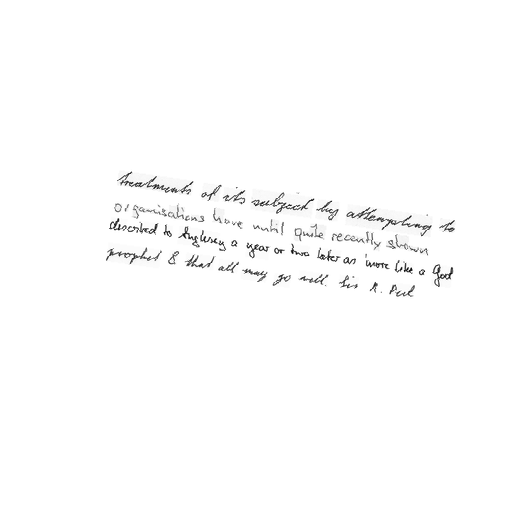 treatments of its subject by attempting to
organisations have until quite recently shown
described to a year or two later as 'more like a God
prophet & that all may go well. Sir R. Peel